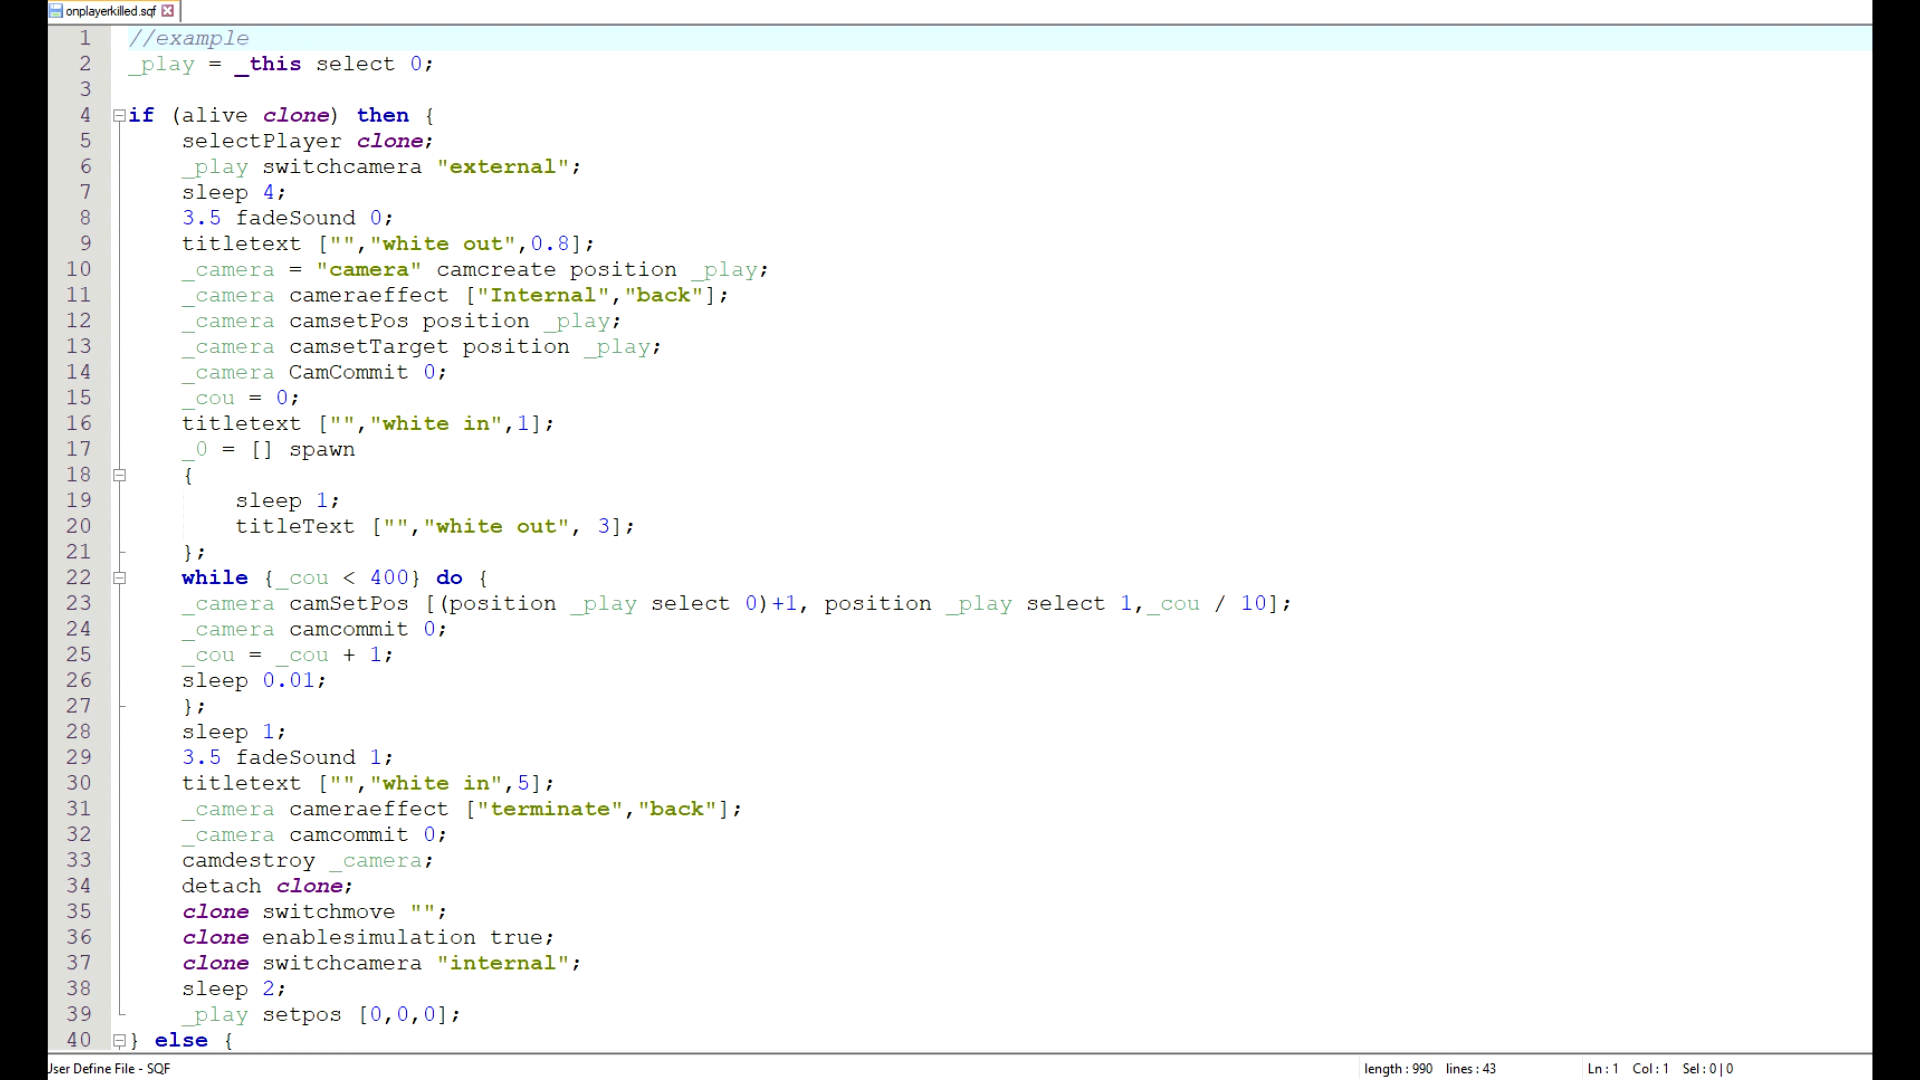 onplayerkilled.sqf
1 //example
2 _play = _this select 0;
3
4 if (alive clone) then {
5 selectPlayer clone;
6 _play switchcamera "external";
7 sleep 4;
8 3.5 fadeSound 0;
9 titletext ["","white out",0.8];
10 _camera = "camera" camcreate position _play;
11 _camera cameraeffect ["Internal","back"];
12 _camera camsetPos position _play;
13 _camera camsetTarget position _play;
14 _camera CamCommit 0;
15 _cou = 0;
16 titletext ["","white in",1];
17 _0 = [] spawn
18 {
19 sleep 1;
20 titleText ["","white out", 3];
21 };
22 while {_cou < 400} do {
23 _camera camSetPos [(position _play select 0)+1, position _play select 1,_cou / 10];
24 _camera camcommit 0;
25 _cou = _cou + 1;
26 sleep 0.01;
27 };
28 sleep 1;
29 3.5 fadeSound 1;
30 titletext ["","white in",5];
31 _camera cameraeffect ["terminate","back"];
32 _camera camcommit 0;
33 camdestroy _camera;
34 detach clone;
35 clone switchmove "";
36 clone enablesimulation true;
37 clone switchcamera "internal";
38 sleep 2;
39 _play setpos [0,0,0];
40 } else {
User Define File - SQF length : 990 lines : 43 Ln : 1 Col : 1 Sel : 0 | 0